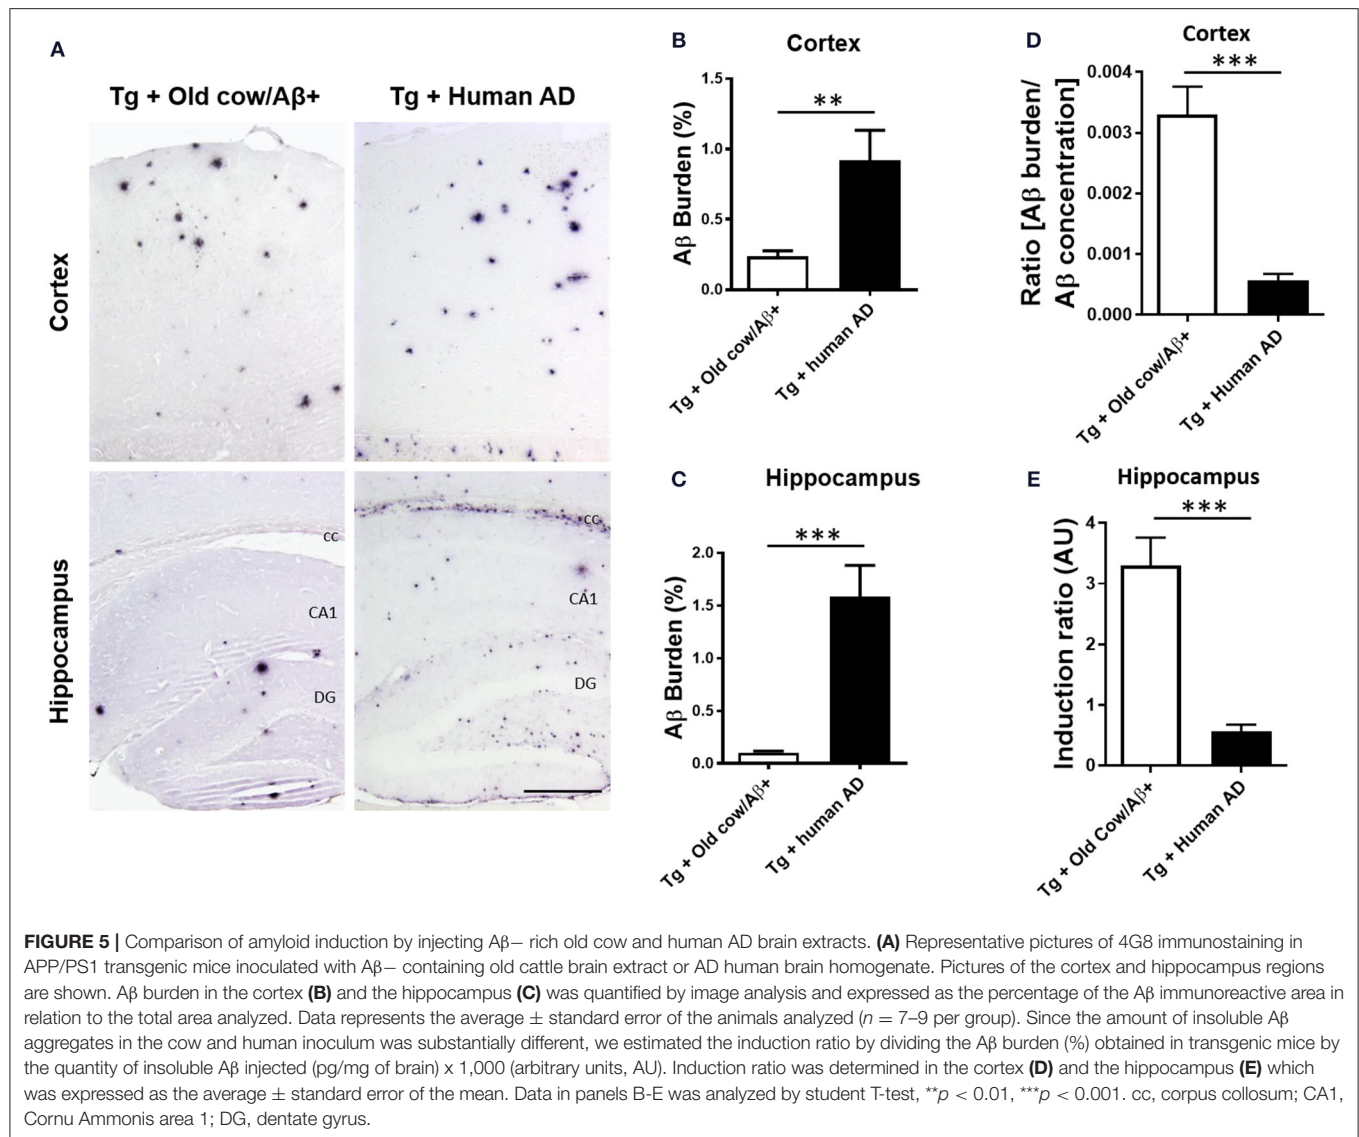 A
Tg + Old cow/Aβ+
Tg + Human AD
Cortex
Hippocampus
cc
CA1
DG
cc
CA1
DG
B
Cortex
Aβ Burden (%)
1.5
1.0
0.5
0.0
**
Tg + Old cow/Aβ+
Tg + human AD
C
Hippocampus
Aβ Burden (%)
2.0
1.5
1.0
0.5
0.0
***
Tg + Old cow/Aβ+
Tg + human AD
D
Cortex
Ratio [Aβ burden/
Aβ concentration]
0.004
0.003
0.002
0.001
0.000
***
Tg + Old cow/Aβ+
Tg + Human AD
E
Hippocampus
Induction ratio (AU)
4
3
2
1
0
***
Tg + Old Cow/Aβ+
Tg + Human AD
FIGURE 5 | Comparison of amyloid induction by injecting Aβ− rich old cow and human AD brain extracts. (A) Representative pictures of 4G8 immunostaining in
APP/PS1 transgenic mice inoculated with Aβ− containing old cattle brain extract or AD human brain homogenate. Pictures of the cortex and hippocampus regions
are shown. Aβ burden in the cortex (B) and the hippocampus (C) was quantified by image analysis and expressed as the percentage of the Aβ immunoreactive area in
relation to the total area analyzed. Data represents the average ± standard error of the animals analyzed (n = 7–9 per group). Since the amount of insoluble Aβ
aggregates in the cow and human inoculum was substantially different, we estimated the induction ratio by dividing the Aβ burden (%) obtained in transgenic mice by
the quantity of insoluble Aβ injected (pg/mg of brain) x 1,000 (arbitrary units, AU). Induction ratio was determined in the cortex (D) and the hippocampus (E) which
was expressed as the average ± standard error of the mean. Data in panels B-E was analyzed by student T-test, **p < 0.01, ***p < 0.001. cc, corpus collosum; CA1,
Cornu Ammonis area 1; DG, dentate gyrus.